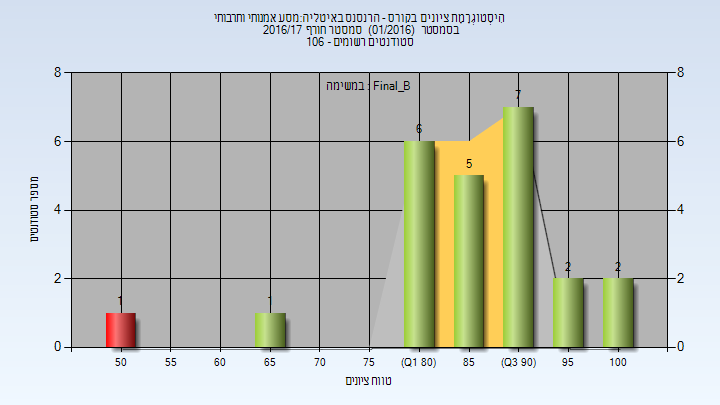 היסטוגרמת ציונים בקורס - הרנסנס באיטליה:מסע אמנותי ותרבותי
בסמסטר (01/2016) סמסטר חורף 2016/17
סטודנטים רשומים - 106
במשימה : Final_B
8 8
7
6 6
6
5
4 4
2 2
2 2
1 1
0 0
50 55 60 65 70 75 (Q1 80) 85 (Q3 90) 95 100
מספר סטודנטים
טווח ציונים